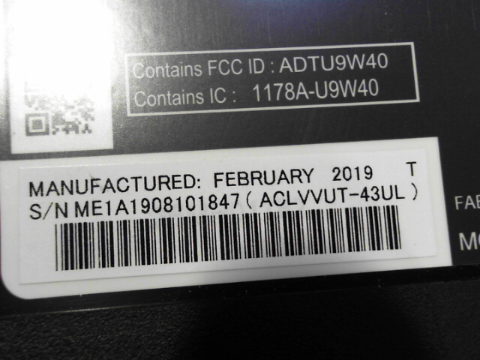 Contains FCC ID : ADTU9W40
Contains IC : 1178A-U9W40
MANUFACTURED: FEBRUARY 2019 T
S/N ME1A1908101847 ( ACLVVUT-43UL )